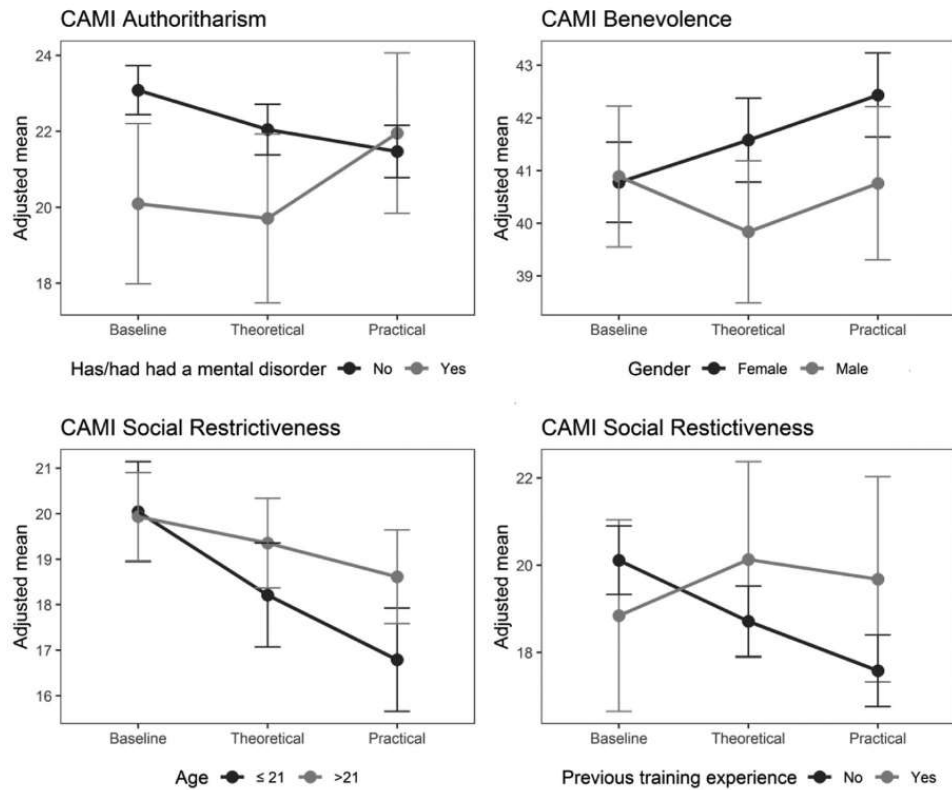 CAMI Authoritharism
Adjusted mean
24
22
20
18
Baseline Theoretical Practical
Has/had had a mental disorder No Yes
CAMI Benevolence
Adjusted mean
43
42
41
40
39
Baseline Theoretical Practical
Gender Female Male
CAMI Social Restrictiveness
Adjusted mean
21
20
19
18
17
16
Baseline Theoretical Practical
Age ≤ 21 >21
CAMI Social Restictiveness
Adjusted mean
22
20
18
Baseline Theoretical Practical
Previous training experience No Yes